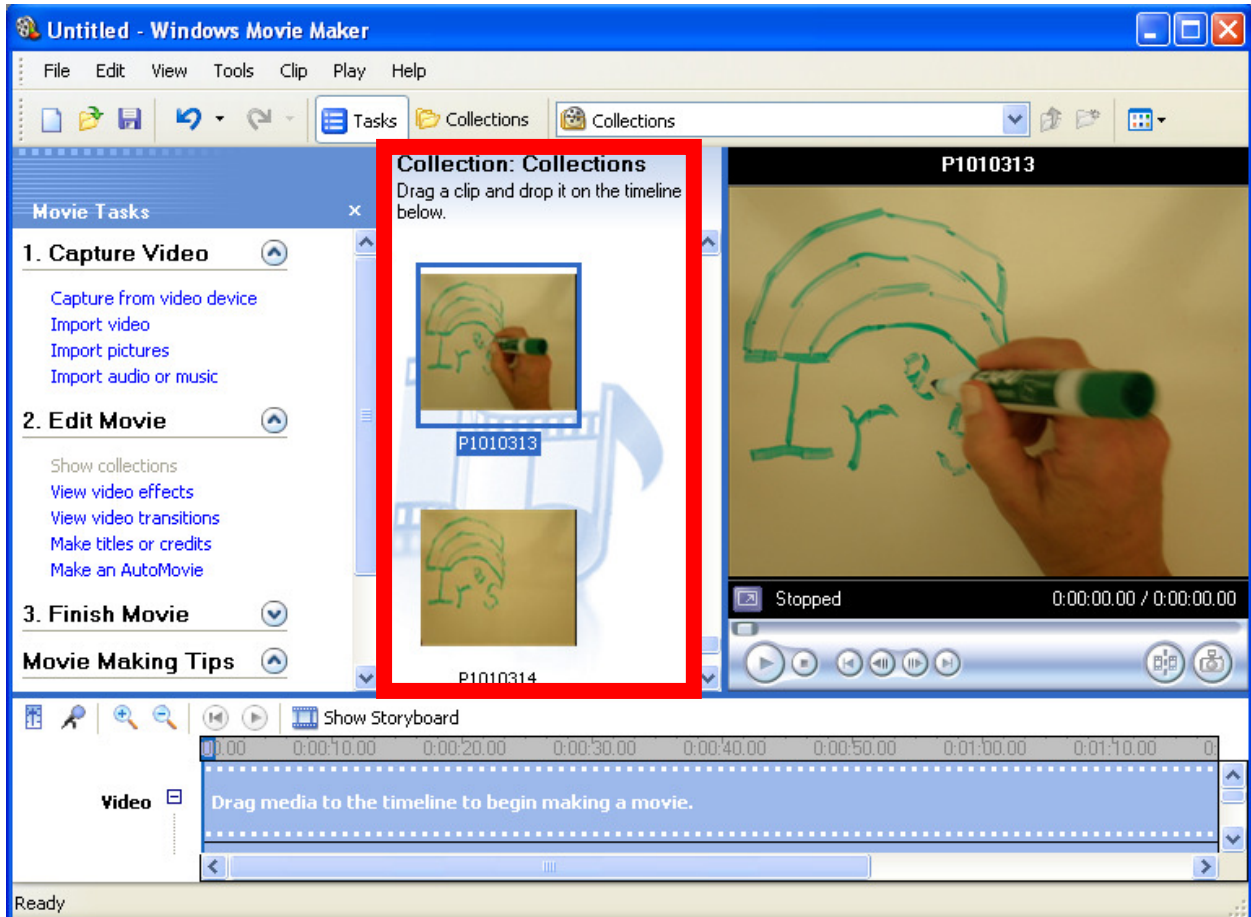 Untitled - Windows Movie Maker
File Edit View Tools Clip Play Help
Tasks Collections Collections
Movie Tasks
1. Capture Video
Capture from video device
Import video
Import pictures
Import audio or music
2. Edit Movie
Show collections
View video effects
View video transitions
Make titles or credits
Make an AutoMovie
3. Finish Movie
Movie Making Tips
Collection: Collections
Drag a clip and drop it on the timeline
below.
Ir s
P1010313
Ir's
P1010314
P1010313
Ir s
Stopped 0:00:00.00 / 0:00:00.00
Show Storyboard
0:00:10.00 0:00:20.00 0:00:30.00 0:00:40.00 0:00:50.00 0:01:00.00 0:01:10.00
Video
Drag media to the timeline to begin making a movie.
Ready